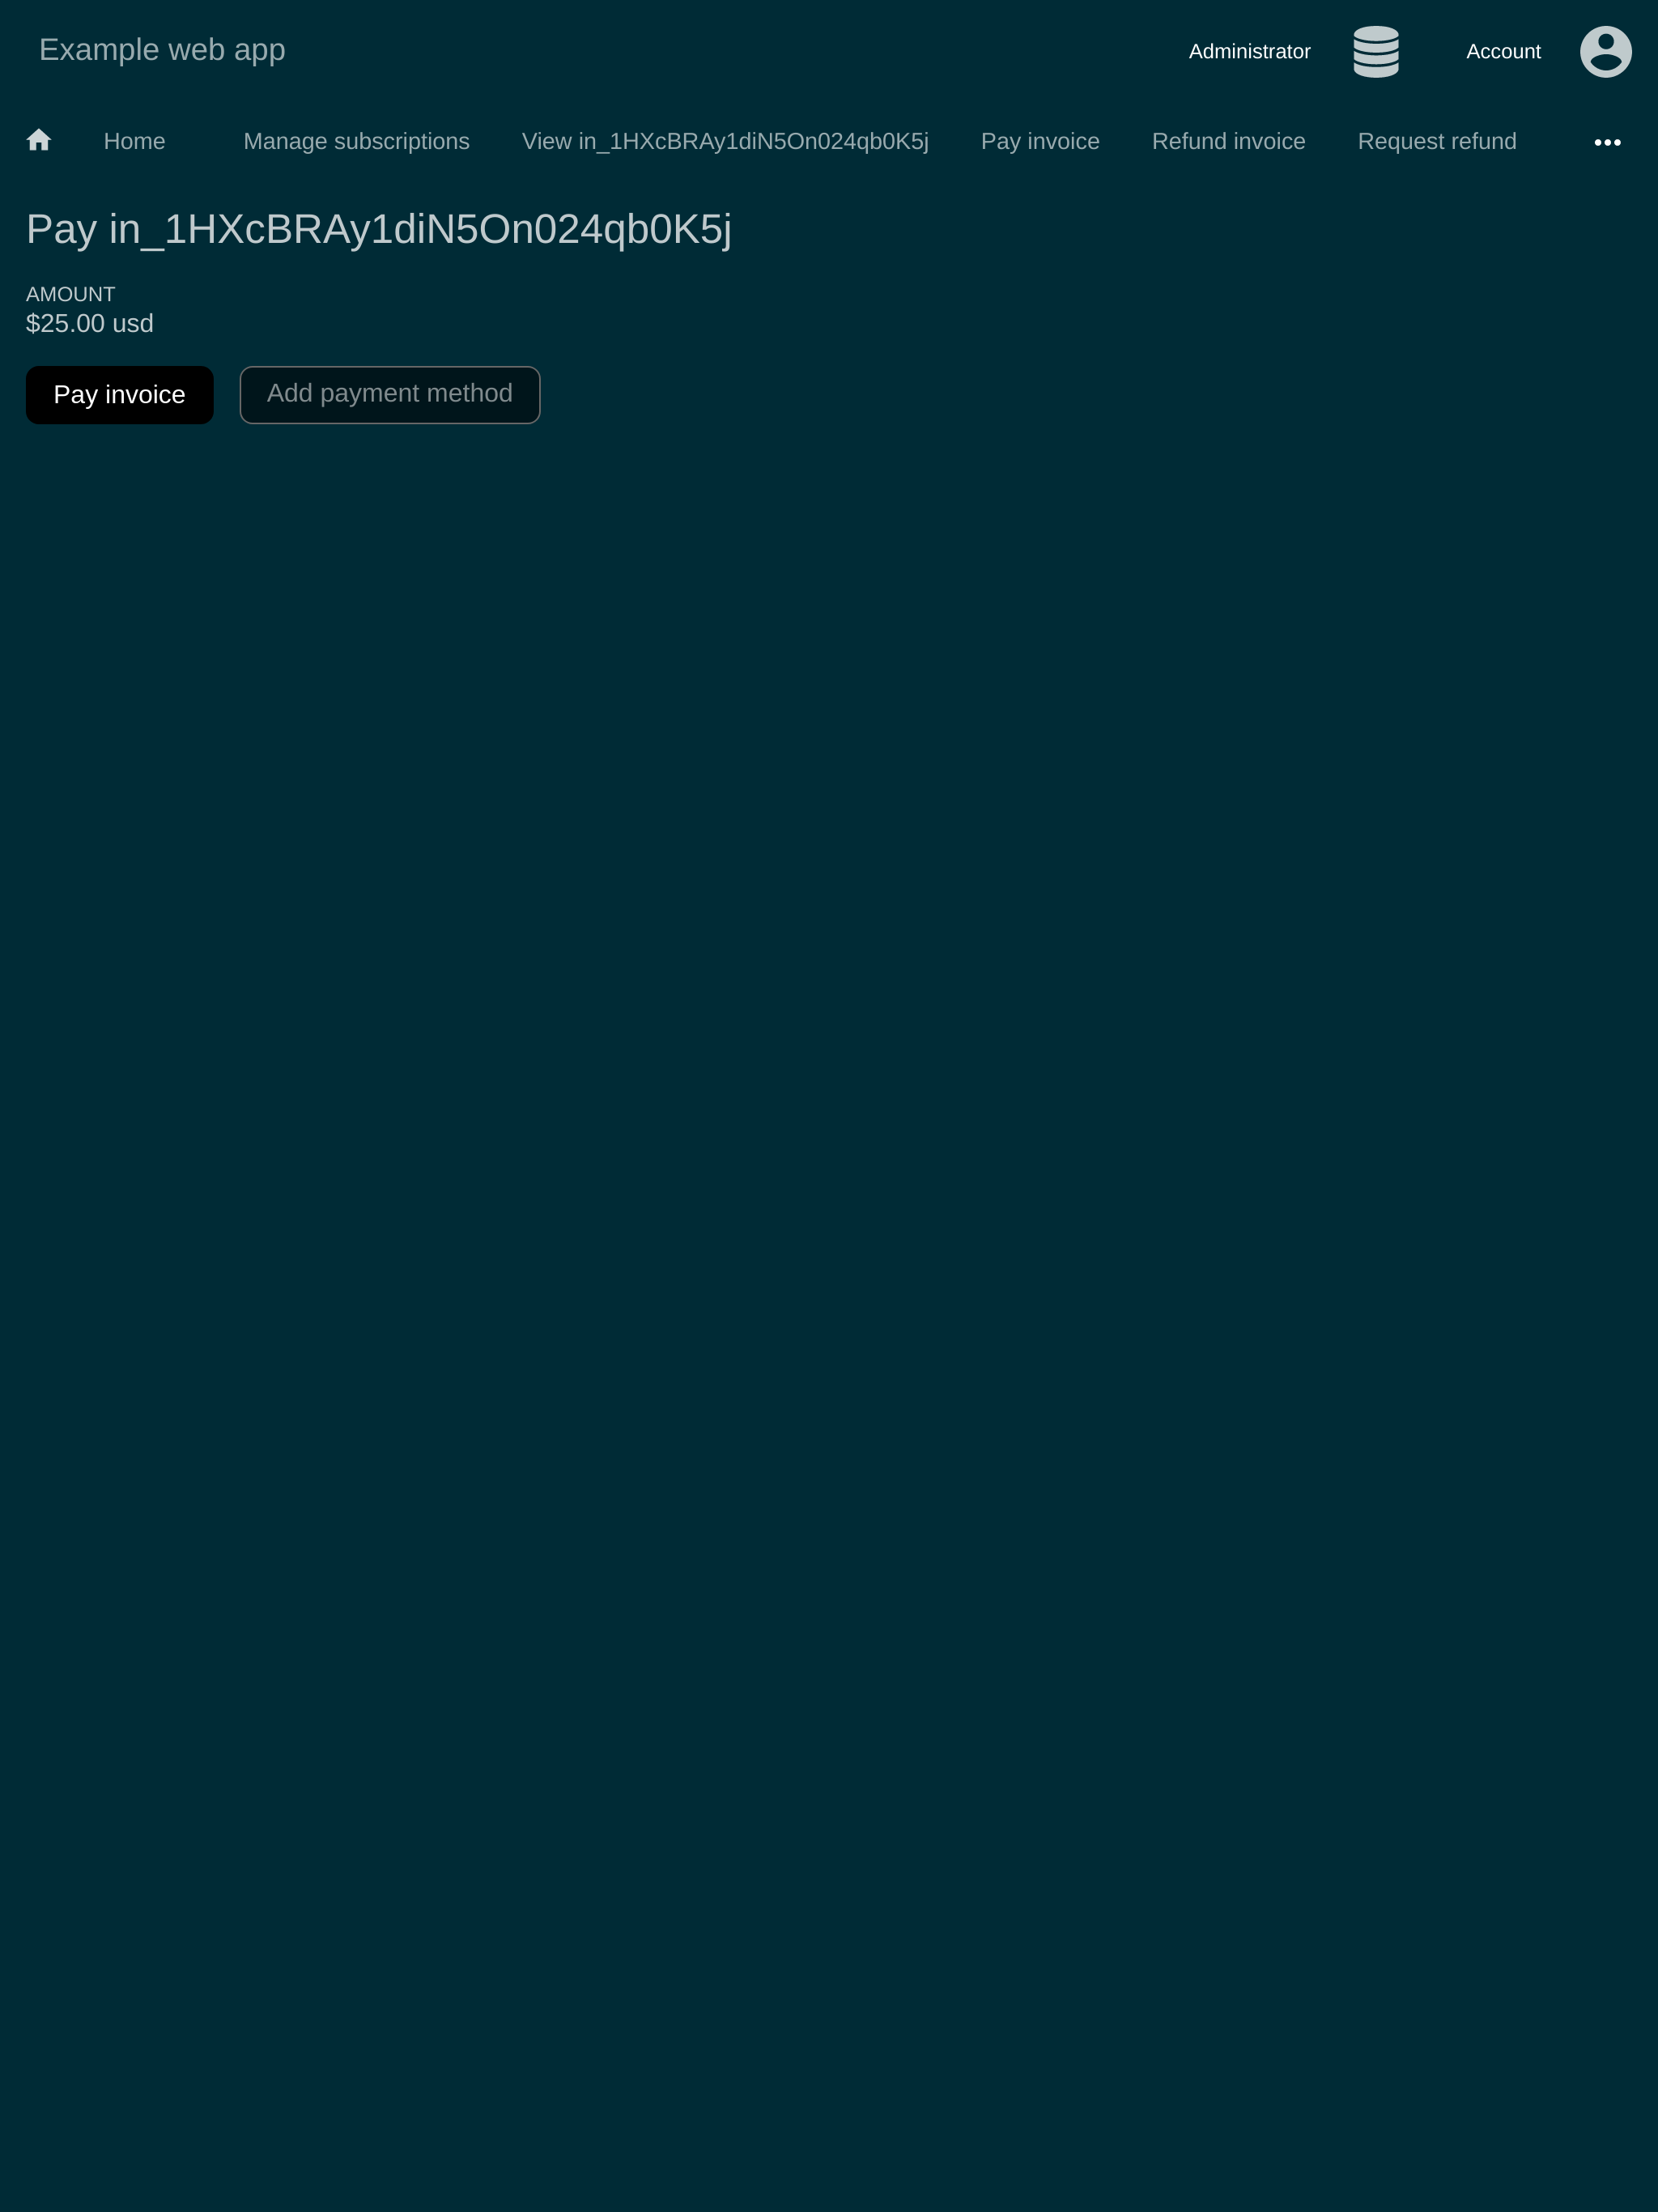 Example web app
Administrator
Account
Home
Manage subscriptions
View in_1HXcBRAy1diN5On024qb0K5j
Pay invoice
Refund invoice
Request refund
Pay in_1HXcBRAy1diN5On024qb0K5j
AMOUNT
$25.00 usd
Pay invoice
Add payment method